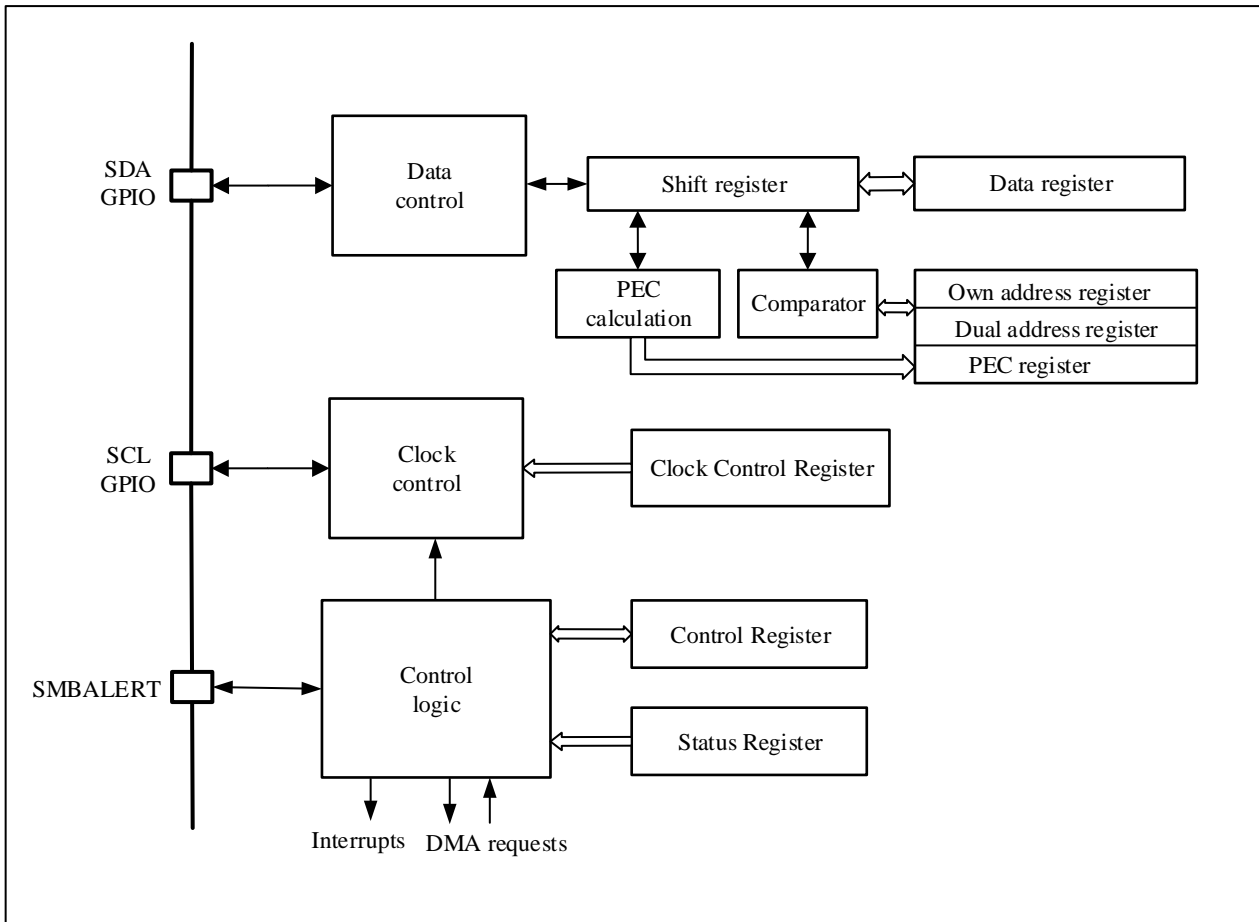 SDA
GPIO
Data
control
Shift register
Data register
PEC
calculation
Comparator
Own address register
Dual address register
PEC register
SCL
GPIO
Clock
control
Clock Control Register
SMBALERT
Control
logic
Control Register
Status Register
Interrupts
DMA requests